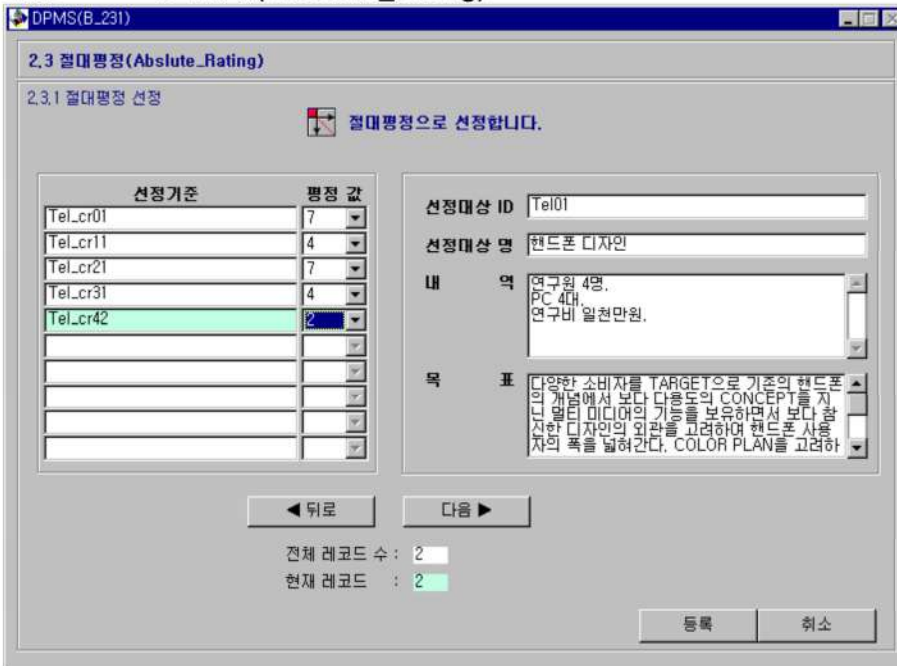 DPMS(B_231)
2.3 절대평정(Abslute_Rating)
2.3.1 절대평정 선정
절대평정으로 선정합니다.
선정기준 평정 값
Tel_cr01 7
Tel_cr11 4
Tel_cr21 7
Tel_cr31 4
Tel_cr42 2
선정대상 ID Tel01
선정대상 명 핸드폰 디자인
내 역 연구원 4명,
PC 4대,
연구비 일천만원,
목 표 다양한 소비자를 TARGET으로 기존의 핸드폰
의 개념에서 보다 다용도의 CONCEPT를 지
닌 멀티 미디어의 기능을 보유하면서 보다 참
신한 디자인의 외관을 고려하며 핸드폰 사용
자의 폭을 넓혀간다. COLOR PLAN를 고려하
◀ 뒤로 다음 ▶
전체 레코드 수 : 2
현재 레코드 : 2
등록 취소